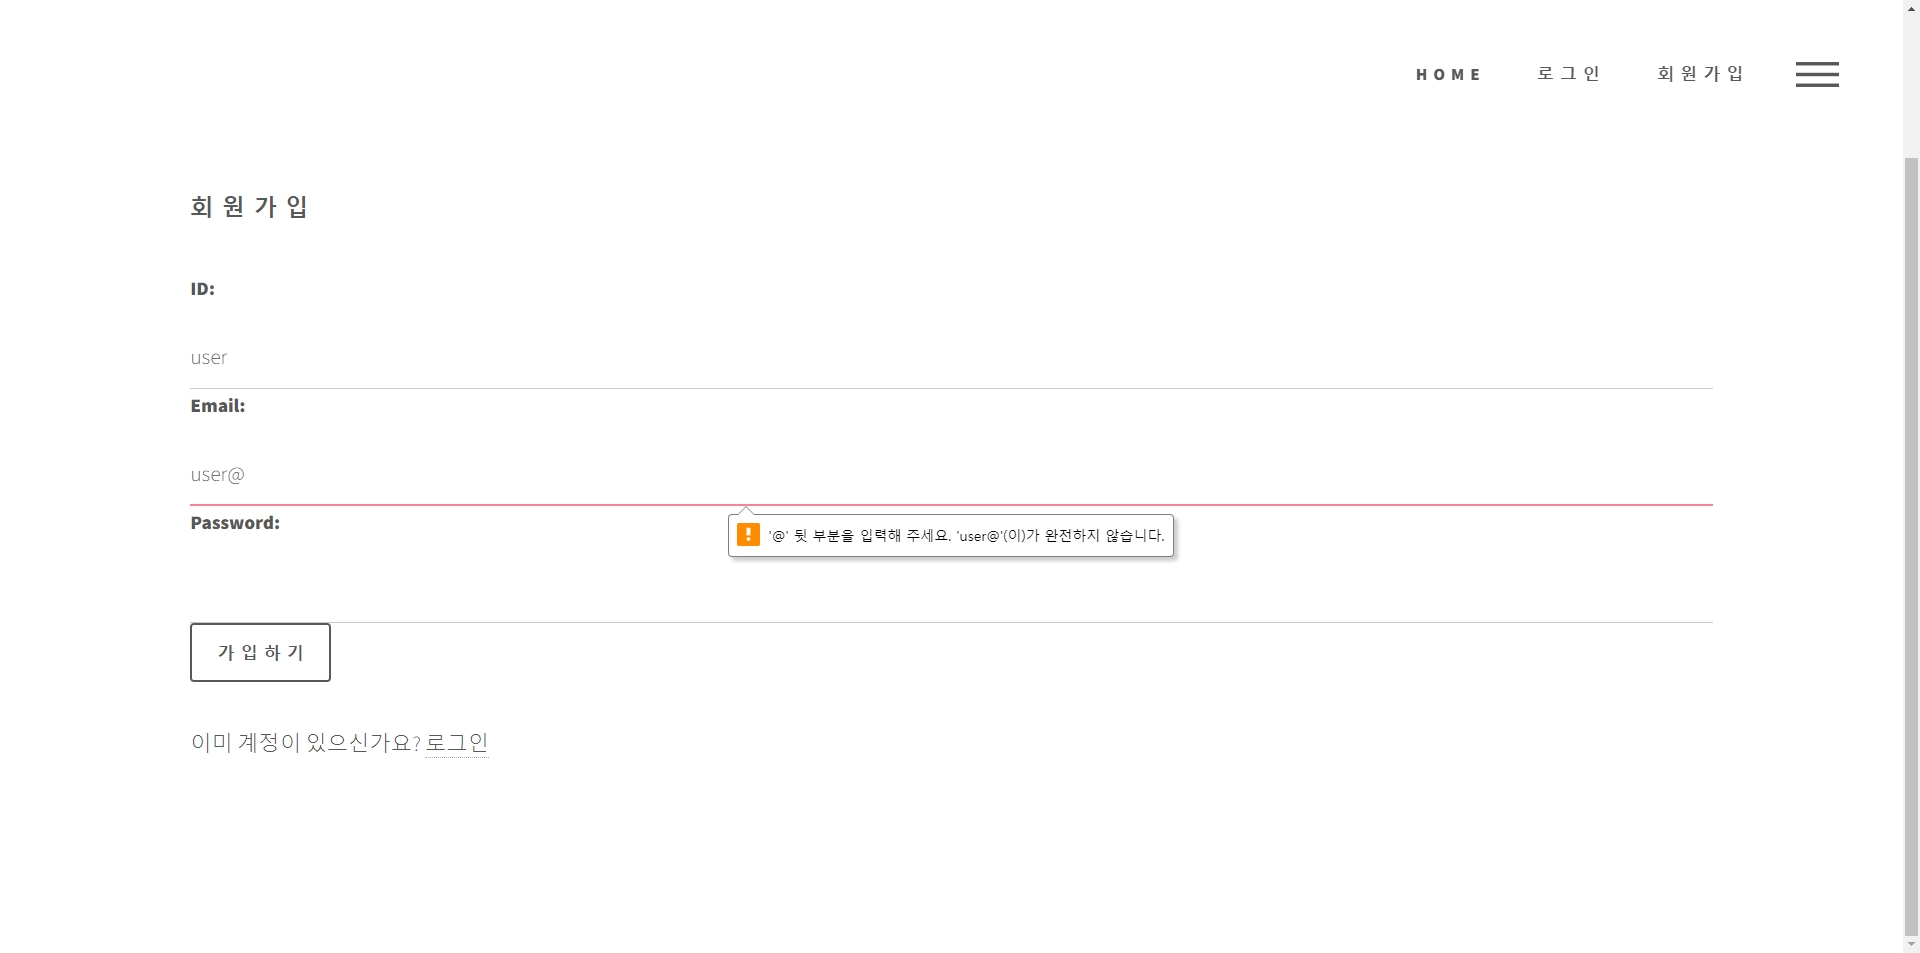 HOME 로그인 회원가입
회원가입
ID:
user
Email:
user@
'@' 뒷 부분을 입력해 주세요. 'user@'(이)가 완전하지 않습니다.
Password:
가입하기
이미 계정이 있으신가요? 로그인